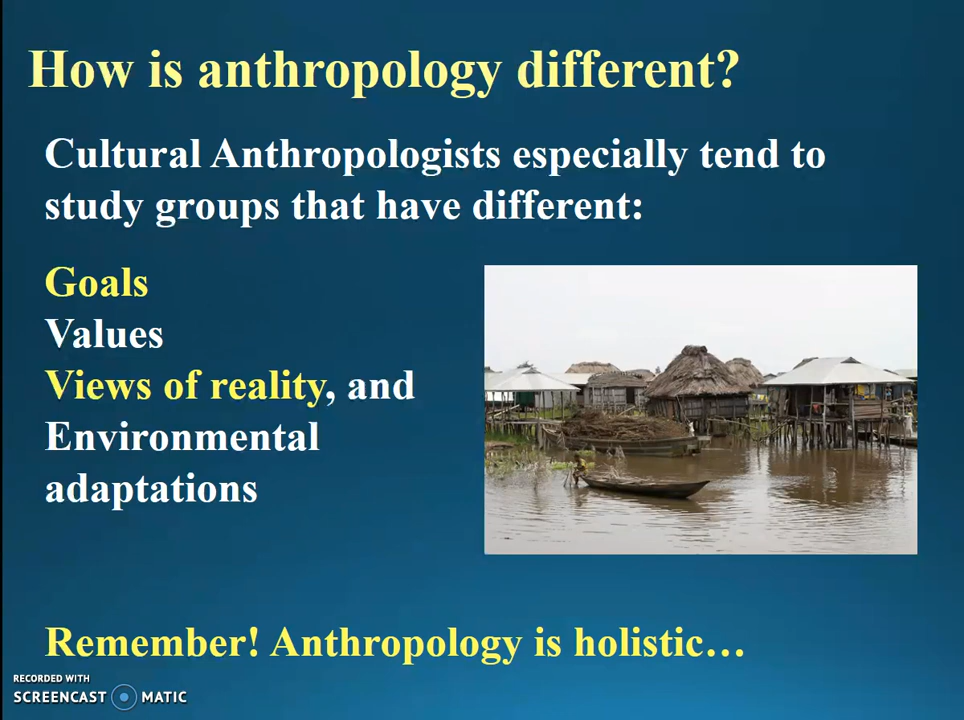 How is anthropology different?
Cultural Anthropologists especially tend to
study groups that have different:
Goals
Values
Views of reality, and
Environmental
adaptations
Remember! Anthropology is holistic…
RECORDED WITH
SCREENCAST MATIC